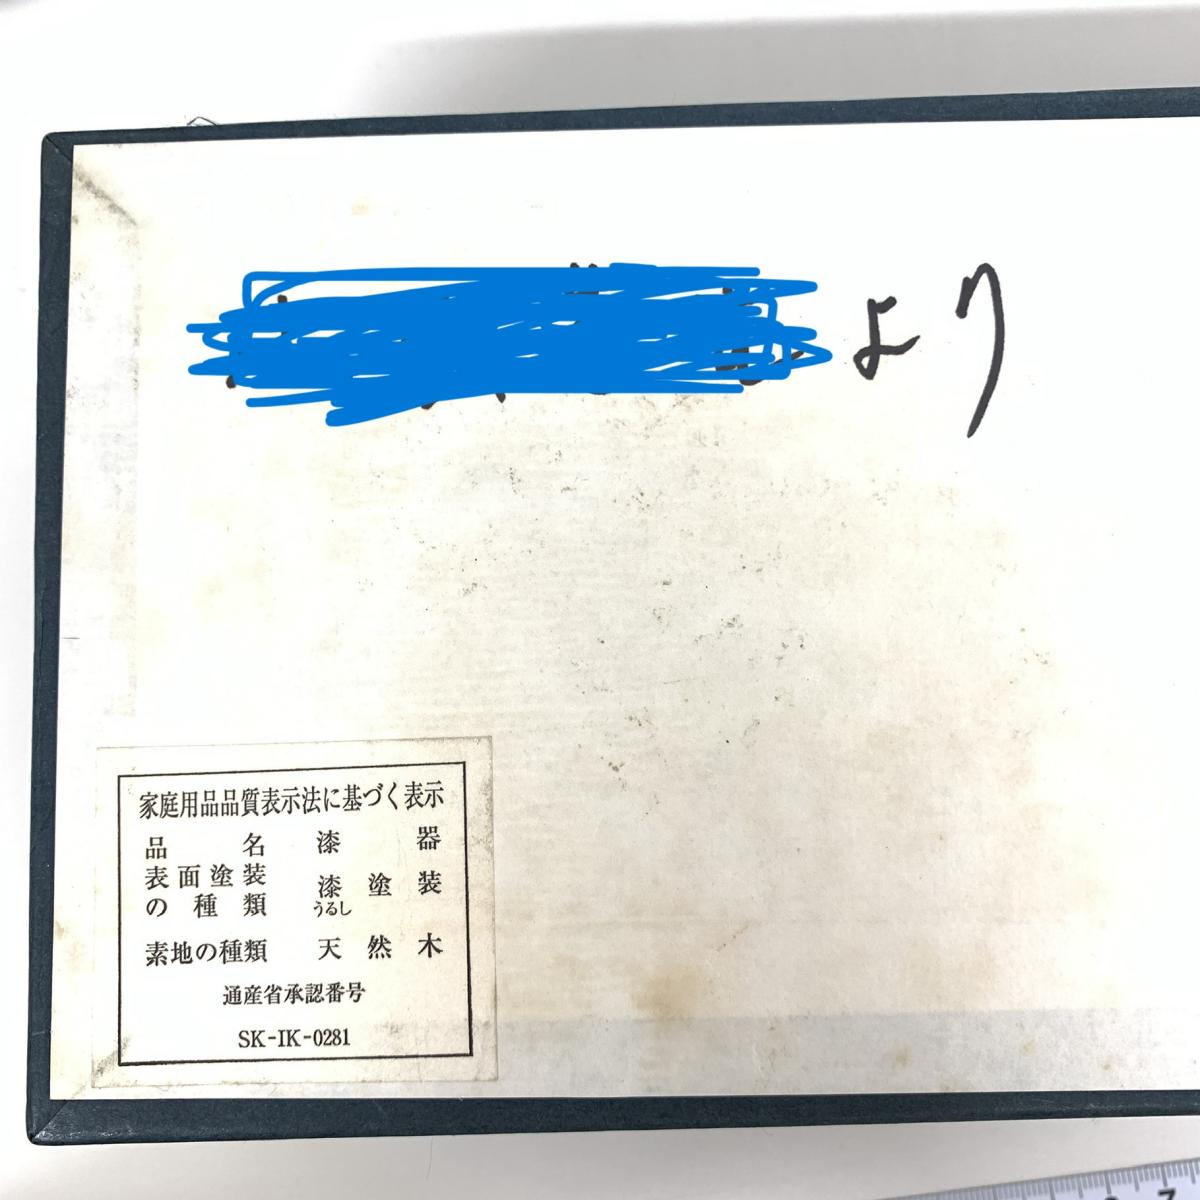 より
家庭用品品質表示法に基づく表示
品名 漆器
表面塗装の種類 漆塗装
うるし
素地の種類 天然木
通産省承認番号
SK-IK-0281
7